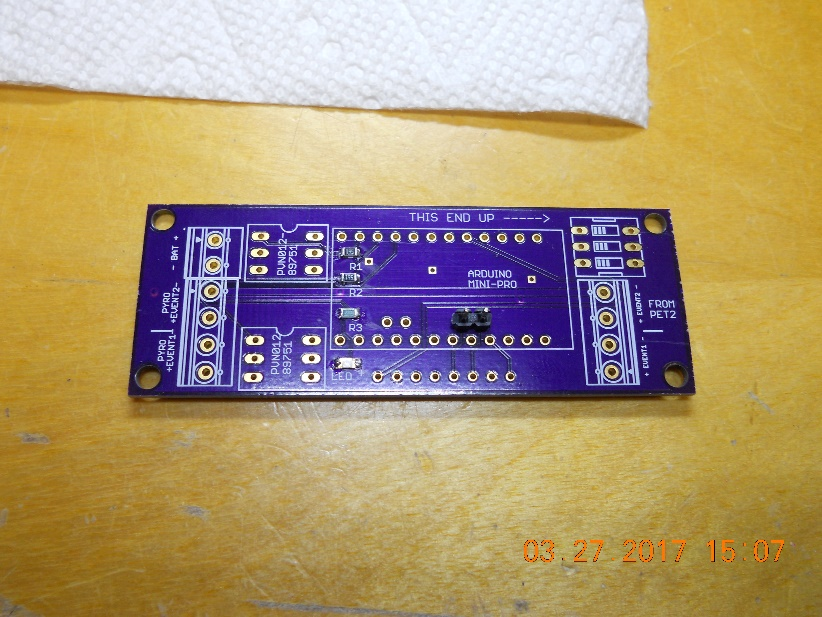 THIS END UP ----->
- BAT +
PVN012
89751
R1
R2
R3
ARDUINO
MINI-PRO
PYRO
+EVENT2-
PYRO
+EVENT1-
PVN012
89751
LED
+ EVENT2 -
FROM
PET2
+ EVENT1 -
03.27 2017 15:07